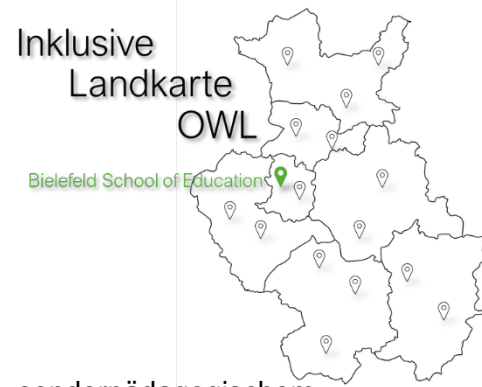 Inklusive
Landkarte
OWL
Bielefeld School of Education
sonderpädagogischem